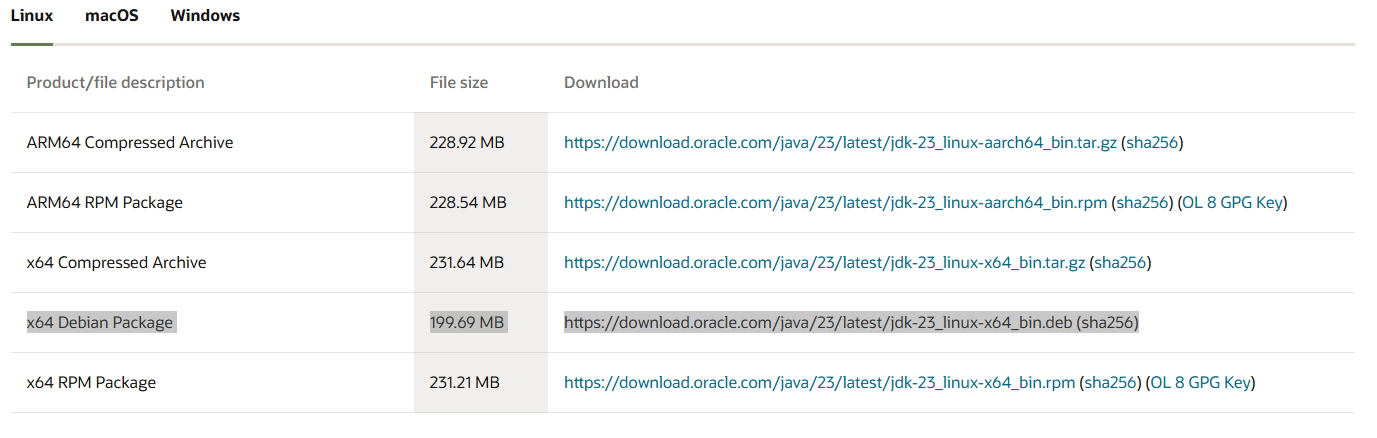 Linux macOS Windows
Product/file description File size Download
ARM64 Compressed Archive 228.92 MB https://download.oracle.com/java/23/latest/jdk-23_linux-aarch64_bin.tar.gz (sha256)
ARM64 RPM Package 228.54 MB https://download.oracle.com/java/23/latest/jdk-23_linux-aarch64_bin.rpm (sha256) (OL 8 GPG Key)
x64 Compressed Archive 231.64 MB https://download.oracle.com/java/23/latest/jdk-23_linux-x64_bin.tar.gz (sha256)
x64 Debian Package 199.69 MB https://download.oracle.com/java/23/latest/jdk-23_linux-x64_bin.deb (sha256)
x64 RPM Package 231.21 MB https://download.oracle.com/java/23/latest/jdk-23_linux-x64_bin.rpm (sha256) (OL 8 GPG Key)